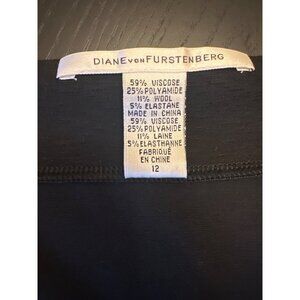 DIANE VON FURSTENBERG
59% VISCOSE
25% POLYAMIDE
11% WOOL
5% ELASTANE
MADE IN CHINA
59% VISCOSE
25% POLYAMIDE
11% LAINE
5% ELASTHANNE
FABRIQUÉ
EN CHINE
12